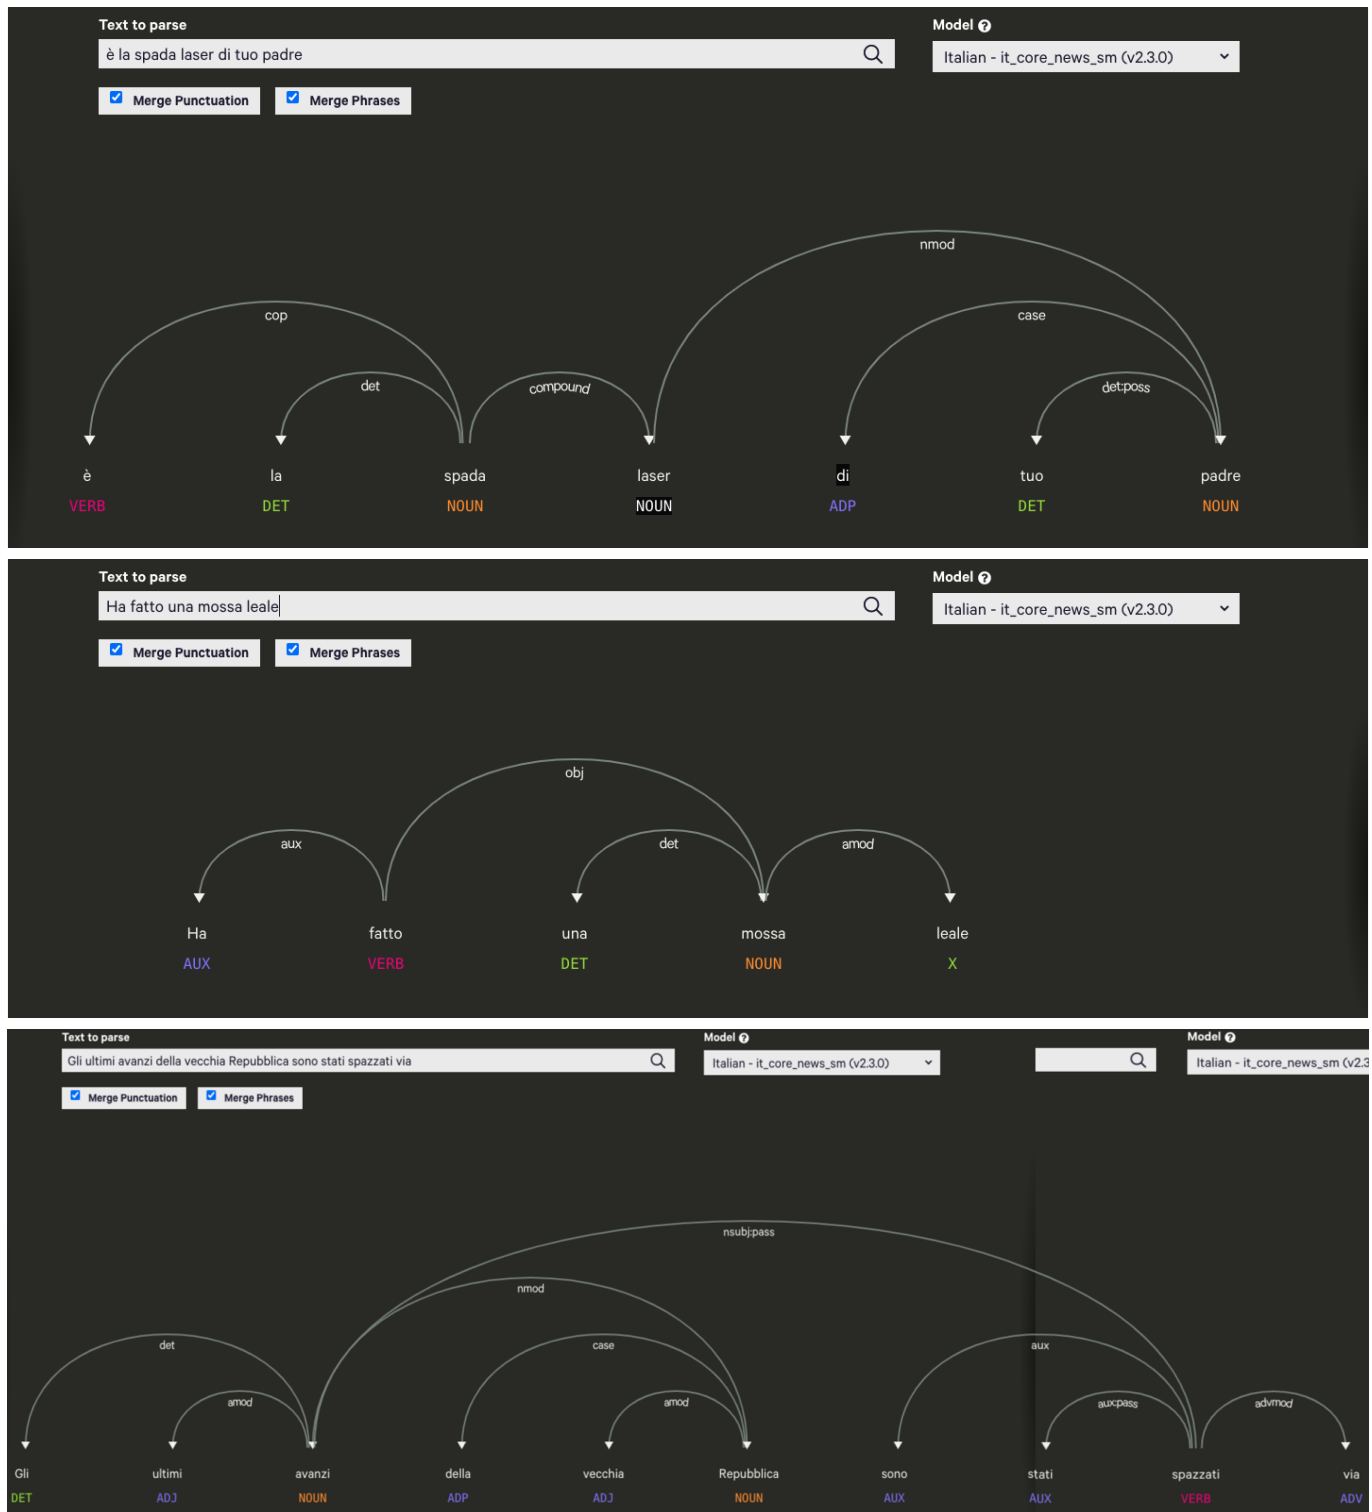 Text to parse Model ?
è la spada laser di tuo padre Italian - it_core_news_sm (v2.3.0)
Merge Punctuation Merge Phrases
nmod
cop case
det compound det:poss
è la spada laser di tuo padre
VERB DET NOUN NOUN ADP DET NOUN
Text to parse Model ?
Ha fatto una mossa leale Italian - it_core_news_sm (v2.3.0)
Merge Punctuation Merge Phrases
obj
aux det amod
Ha fatto una mossa leale
AUX VERB DET NOUN X
Text to parse Model ? Model ?
Gli ultimi avanzi della vecchia Repubblica sono stati spazzati via Italian - it_core_news_sm (v2.3.0) Italian - it_core_news_sm (v2.3
Merge Punctuation Merge Phrases
nsubj:pass
nmod
det case aux
amod amod aux:pass advmod
Gli ultimi avanzi della vecchia Repubblica sono stati spazzati via
DET ADJ NOUN ADP ADJ NOUN AUX AUX VERB ADV